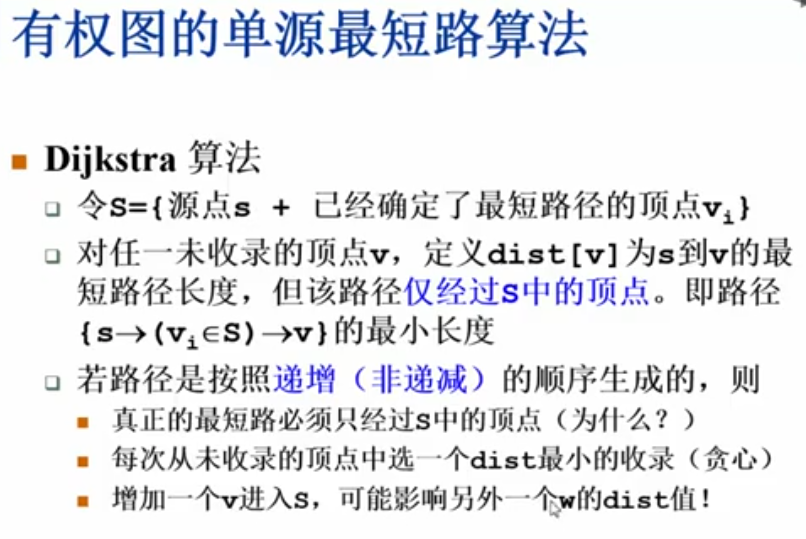 有权图的单源最短路算法
Dijkstra 算法
令S={源点s + 已经确定了最短路径的顶点vi}
对任一未收录的顶点v，定义dist[v]为s到v的最
短路径长度，但该路径仅经过S中的顶点。即路径
{s→(vi∈S)→v}的最小长度
若路径是按照递增（非递减）的顺序生成的，则
真正的最短路必须只经过S中的顶点（为什么？）
每次从未收录的顶点中选一个dist最小的收录（贪心）
增加一个v进入S，可能影响另外一个w的dist值！